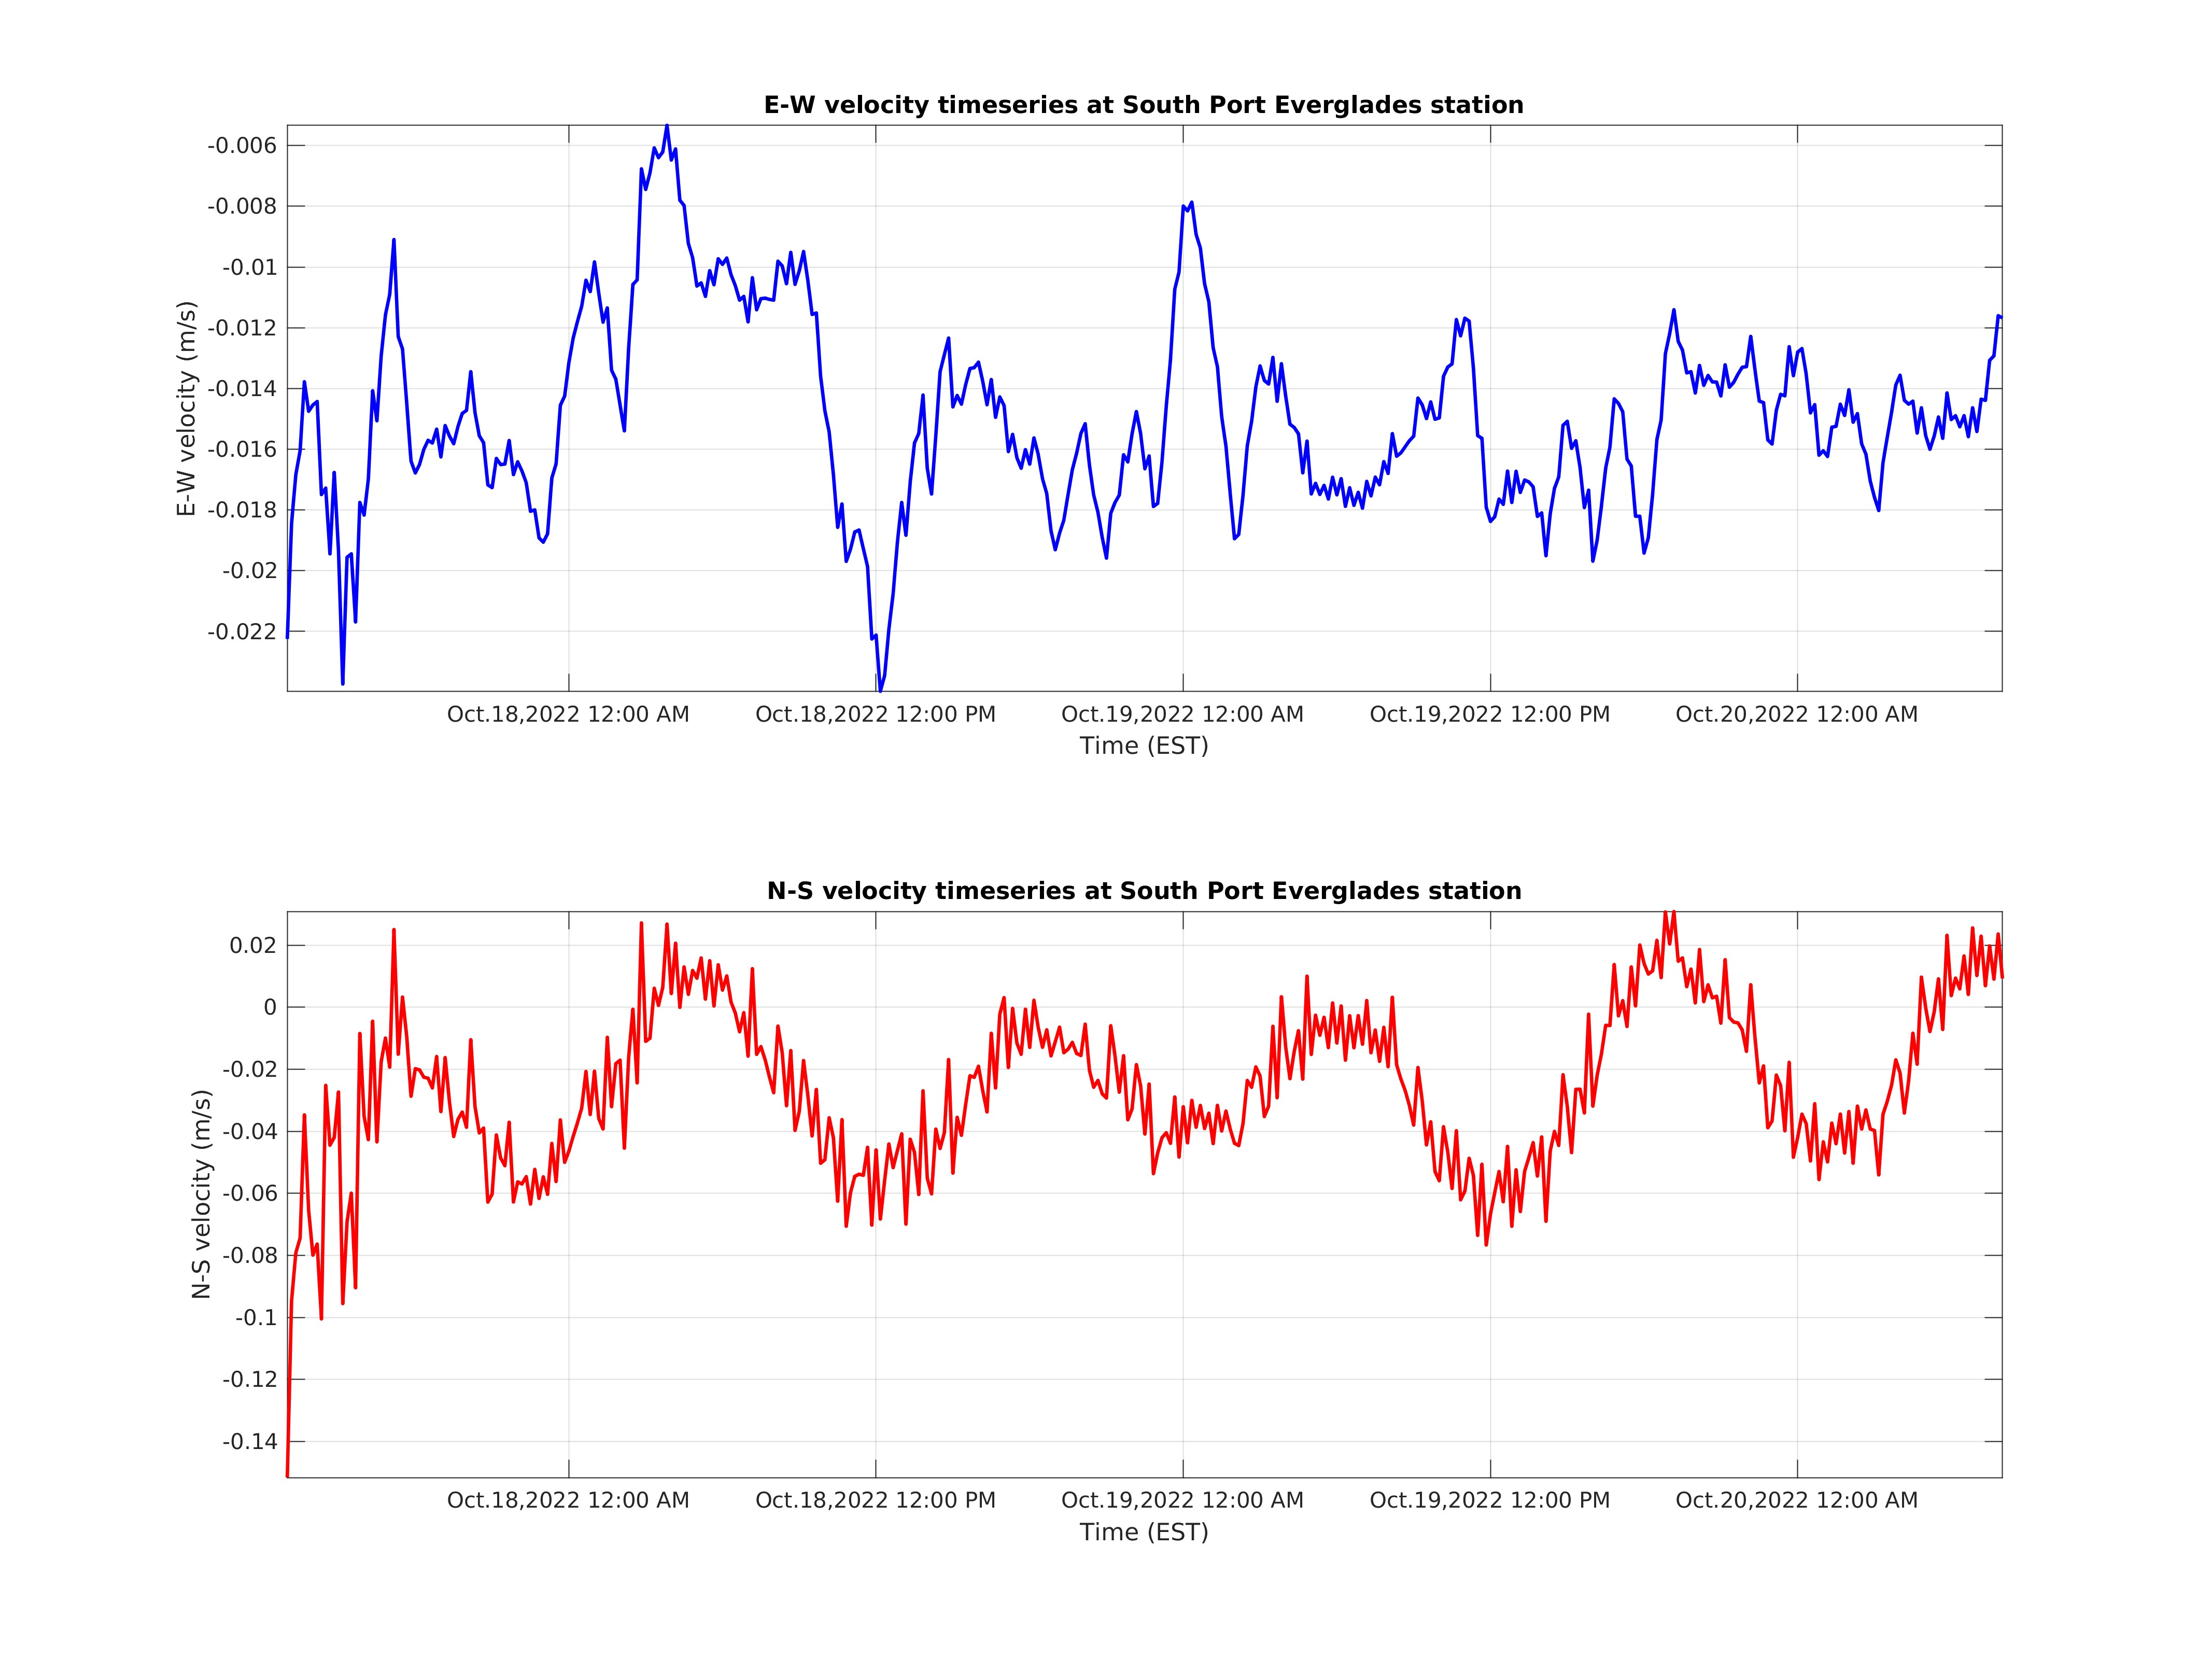 E-W velocity timeseries at South Port Everglades station
-0.006
-0.008
-0.01
-0.012
-0.014
-0.016
-0.018
-0.02
-0.022
E-W velocity (m/s)
Oct.18,2022 12:00 AM
Oct.18,2022 12:00 PM
Oct.19,2022 12:00 AM
Oct.19,2022 12:00 PM
Oct.20,2022 12:00 AM
Time (EST)
N-S velocity timeseries at South Port Everglades station
0.02
0
-0.02
-0.04
-0.06
-0.08
-0.1
-0.12
-0.14
N-S velocity (m/s)
Oct.18,2022 12:00 AM
Oct.18,2022 12:00 PM
Oct.19,2022 12:00 AM
Oct.19,2022 12:00 PM
Oct.20,2022 12:00 AM
Time (EST)